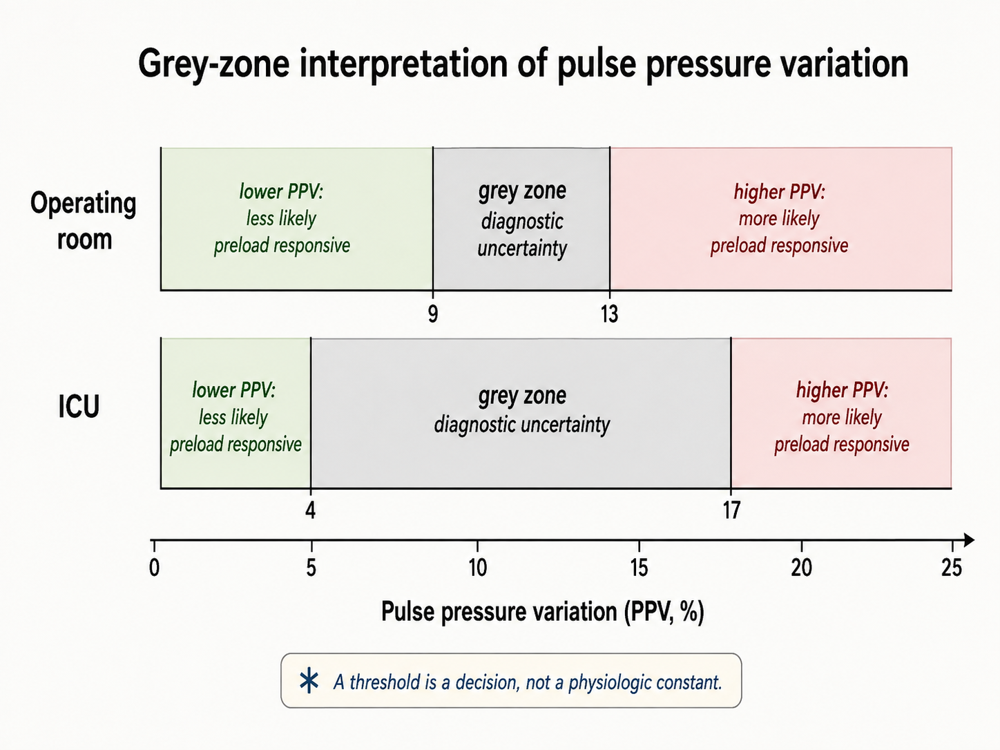 Grey-zone interpretation of pulse pressure variation
Operating
room
lower PPV:
less likely
preload responsive
grey zone
diagnostic
uncertainty
higher PPV:
more likely
preload responsive
9
13
ICU
lower PPV:
less likely
preload responsive
grey zone
diagnostic uncertainty
higher PPV:
more likely
preload responsive
4
17
0
5
10
15
20
25
Pulse pressure variation (PPV, %)
* A threshold is a decision, not a physiologic constant.